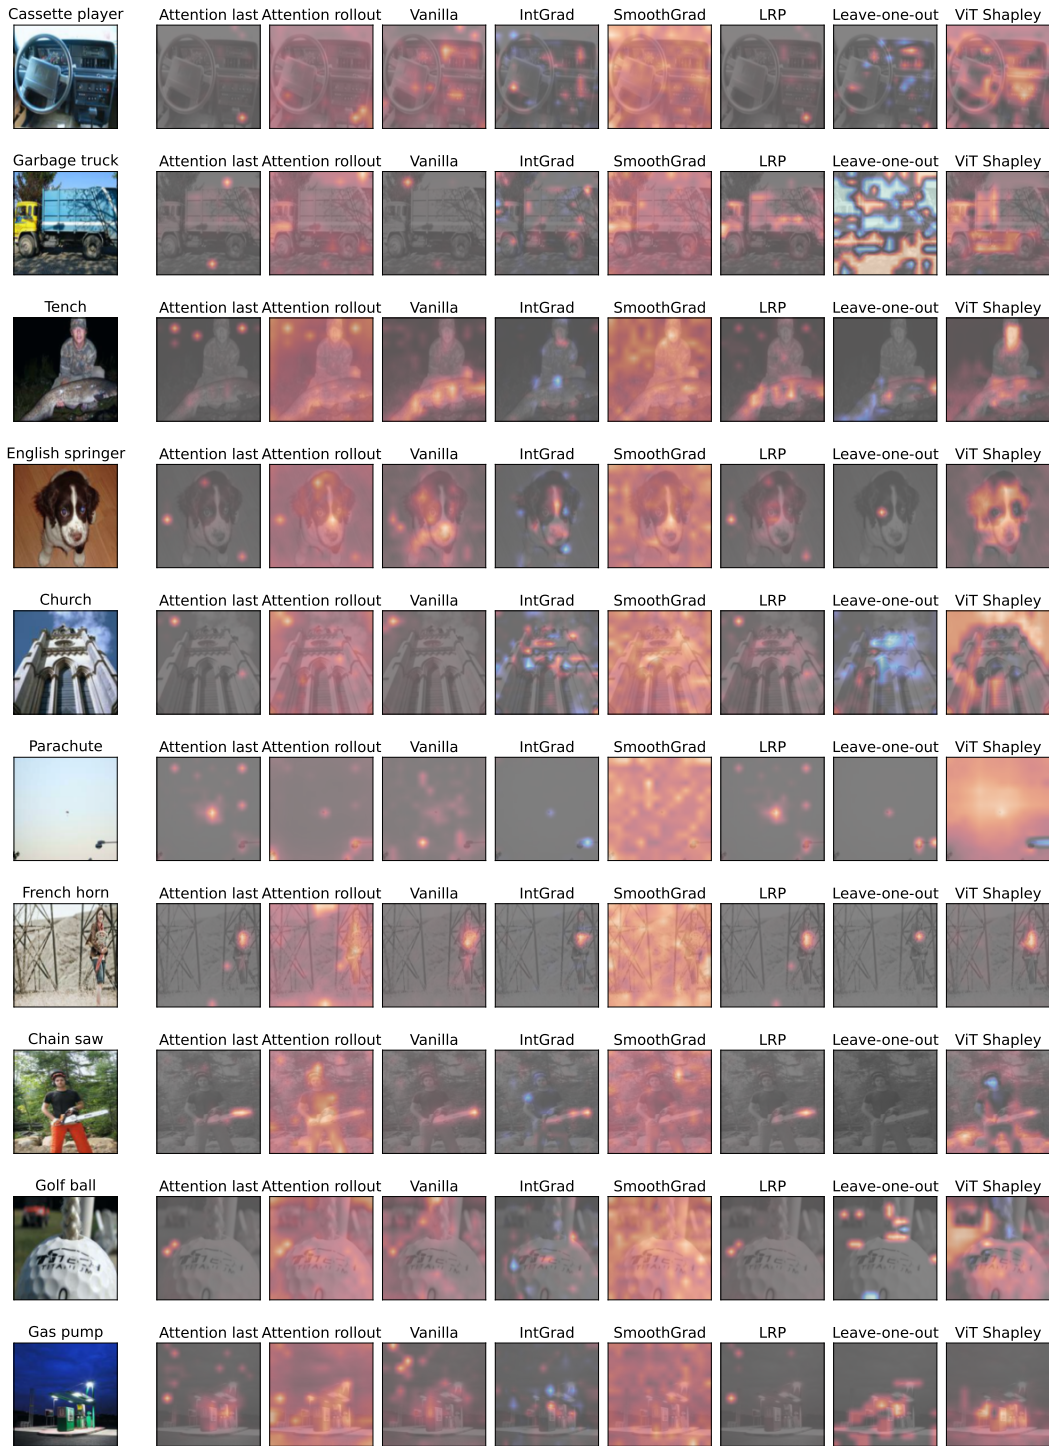 Cassette player Attention last Attention rollout Vanilla IntGrad SmoothGrad LRP Leave-one-out ViT Shapley
Garbage truck Attention last Attention rollout Vanilla IntGrad SmoothGrad LRP Leave-one-out ViT Shapley
Tench Attention last Attention rollout Vanilla IntGrad SmoothGrad LRP Leave-one-out ViT Shapley
English springer Attention last Attention rollout Vanilla IntGrad SmoothGrad LRP Leave-one-out ViT Shapley
Church Attention last Attention rollout Vanilla IntGrad SmoothGrad LRP Leave-one-out ViT Shapley
Parachute Attention last Attention rollout Vanilla IntGrad SmoothGrad LRP Leave-one-out ViT Shapley
French horn Attention last Attention rollout Vanilla IntGrad SmoothGrad LRP Leave-one-out ViT Shapley
Chain saw Attention last Attention rollout Vanilla IntGrad SmoothGrad LRP Leave-one-out ViT Shapley
Golf ball Attention last Attention rollout Vanilla IntGrad SmoothGrad LRP Leave-one-out ViT Shapley
Gas pump Attention last Attention rollout Vanilla IntGrad SmoothGrad LRP Leave-one-out ViT Shapley